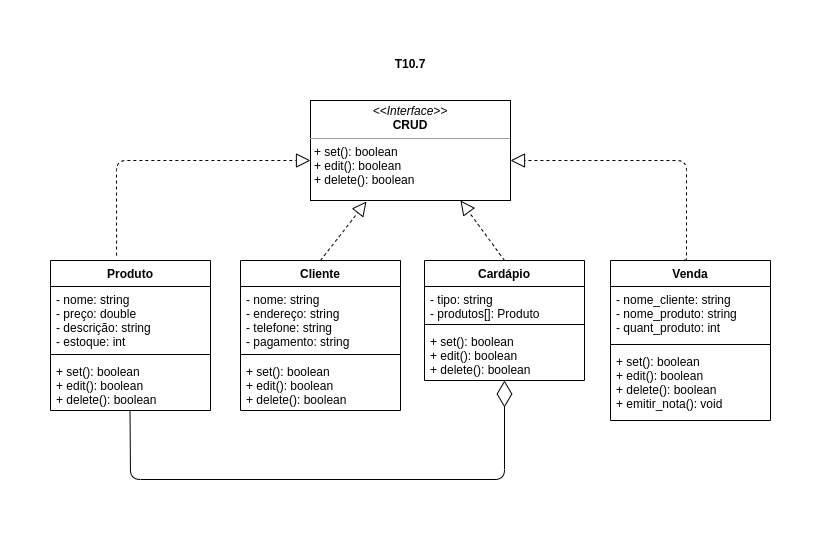 T10.7
<<Interface>>
CRUD
+ set(): boolean
+ edit(): boolean
+ delete(): boolean
Produto
- nome: string
- preço: double
- descrição: string
- estoque: int
+ set(): boolean
+ edit(): boolean
+ delete(): boolean
Cliente
- nome: string
- endereço: string
- telefone: string
- pagamento: string
+ set(): boolean
+ edit(): boolean
+ delete(): boolean
Cardápio
- tipo: string
- produtos[]: Produto
+ set(): boolean
+ edit(): boolean
+ delete(): boolean
Venda
- nome_cliente: string
- nome_produto: string
- quant_produto: int
+ set(): boolean
+ edit(): boolean
+ delete(): boolean
+ emitir_nota(): void